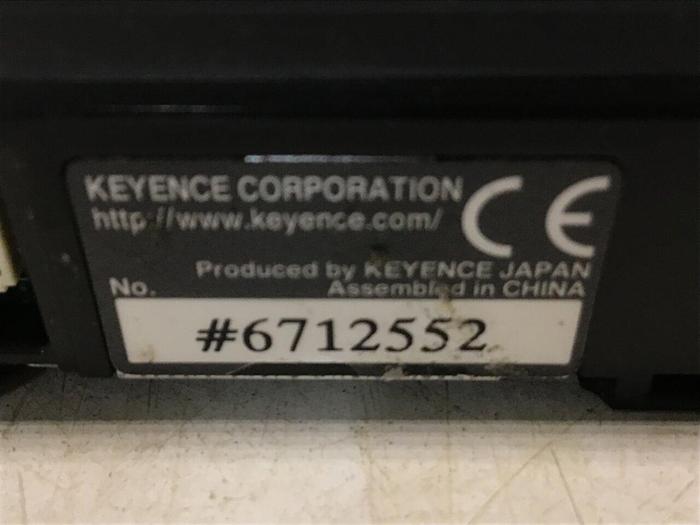 KEYENCE CORPORATION
http://www.keyence.com/
CE
Produced by KEYENCE JAPAN
No. Assembled in CHINA
#6712552